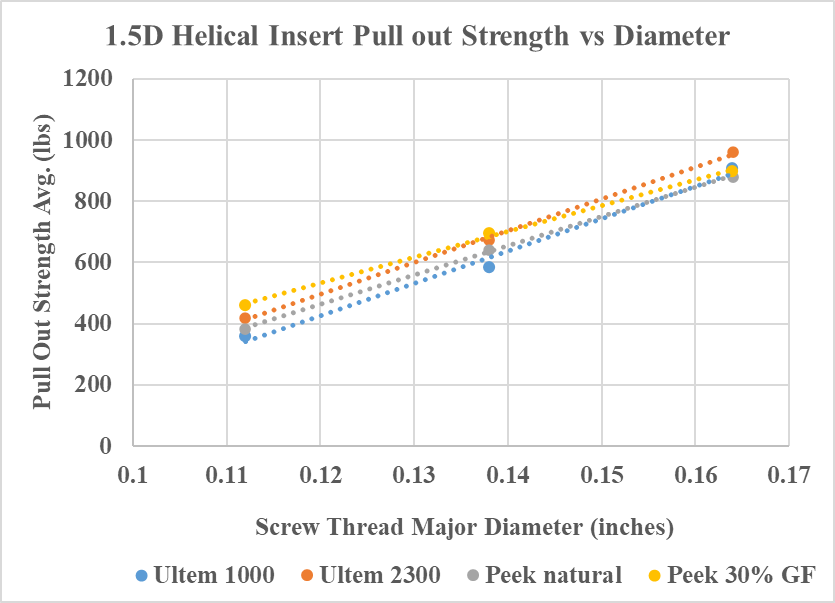 1.5D Helical Insert Pull out Strength vs Diameter
1200
1000
800
600
400
200
0
Pull Out Strength Avg. (lbs)
0.1 0.11 0.12 0.13 0.14 0.15 0.16 0.17
Screw Thread Major Diameter (inches)
Ultem 1000 Ultem 2300 Peek natural Peek 30% GF